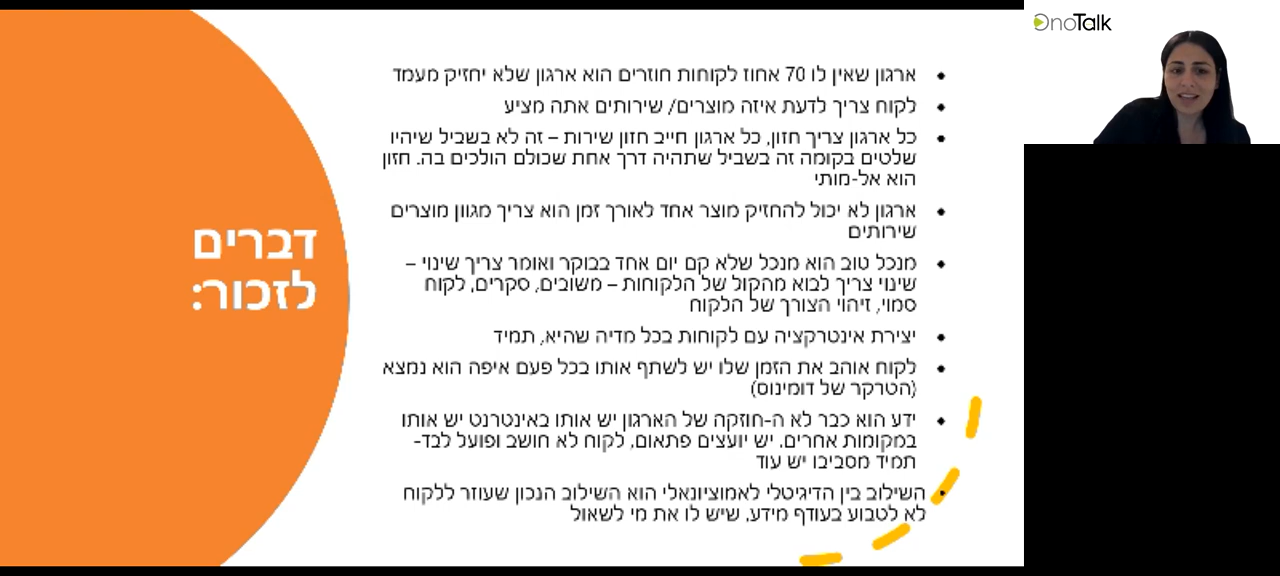 OnoTalk
דברים
לזכור:
• ארגון שאין לו 70 אחוז לקוחות חוזרים הוא ארגון שלא יחזיק מעמד
• לקוח צריך לדעת איזה מוצרים/ שירותים אתה מציע
• כל ארגון צריך חזון, כל ארגון חייב חזון שירות – זה לא בשביל שיהיו
שלטים בקומה זה בשביל שתהיה דרך אחת שכולם הולכים בה. חזון
הוא אל-מותי
• ארגון לא יכול להחזיק מוצר אחד לאורך זמן הוא צריך מגוון מוצרים
שירותים
• מנכל טוב הוא מנכל שלא קם יום אחד בבוקר ואומר צריך שינוי –
שינוי צריך לבוא מהקול של הלקוחות – משובים, סקרים, לקוח
סמוי, זיהוי הצורך של הלקוח
• יצירת אינטרקציה עם לקוחות בכל מדיה שהיא, תמיד
• לקוח אוהב את הזמן שלו יש לשתף אותו בכל פעם איפה הוא נמצא
(הטרקר של דומינוס)
• ידע הוא כבר לא ה-חוזקה של הארגון יש אותו באינטרנט יש אותו
במקומות אחרים. יש יועצים פתאום, לקוח לא חושב ופועל לבד-
תמיד מסביבו יש עוד
• השילוב בין הדיגיטלי לאמוציונאלי הוא השילוב הנכון שעוזר ללקוח
לא לטבוע בעודף מידע, שיש לו את מי לשאול